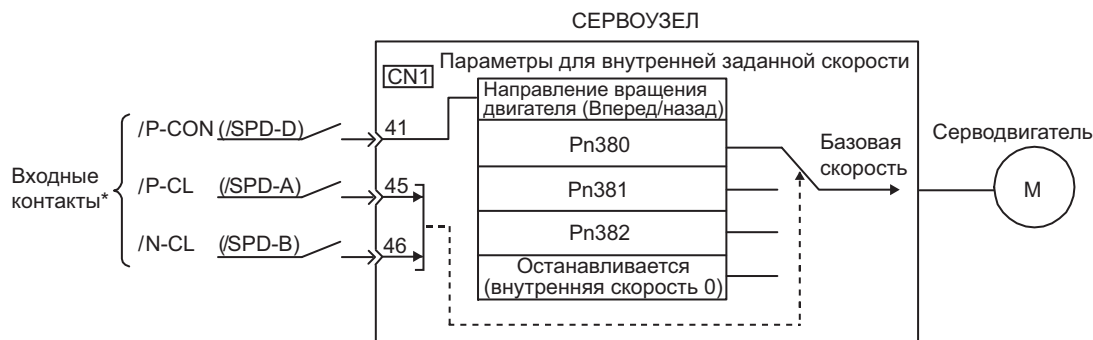 СЕРВОУЗЕЛ
CN1
Параметры для внутренней заданной скорости
Направление вращения
двигателя (Вперед/назад)
Входные
контакты*
/P-CON (/SPD-D)
41
/P-CL (/SPD-A)
45
/N-CL (/SPD-B)
46
Pn380
Pn381
Pn382
Останавливается
(внутренняя скорость 0)
Базовая
скорость
Серводвигатель
M